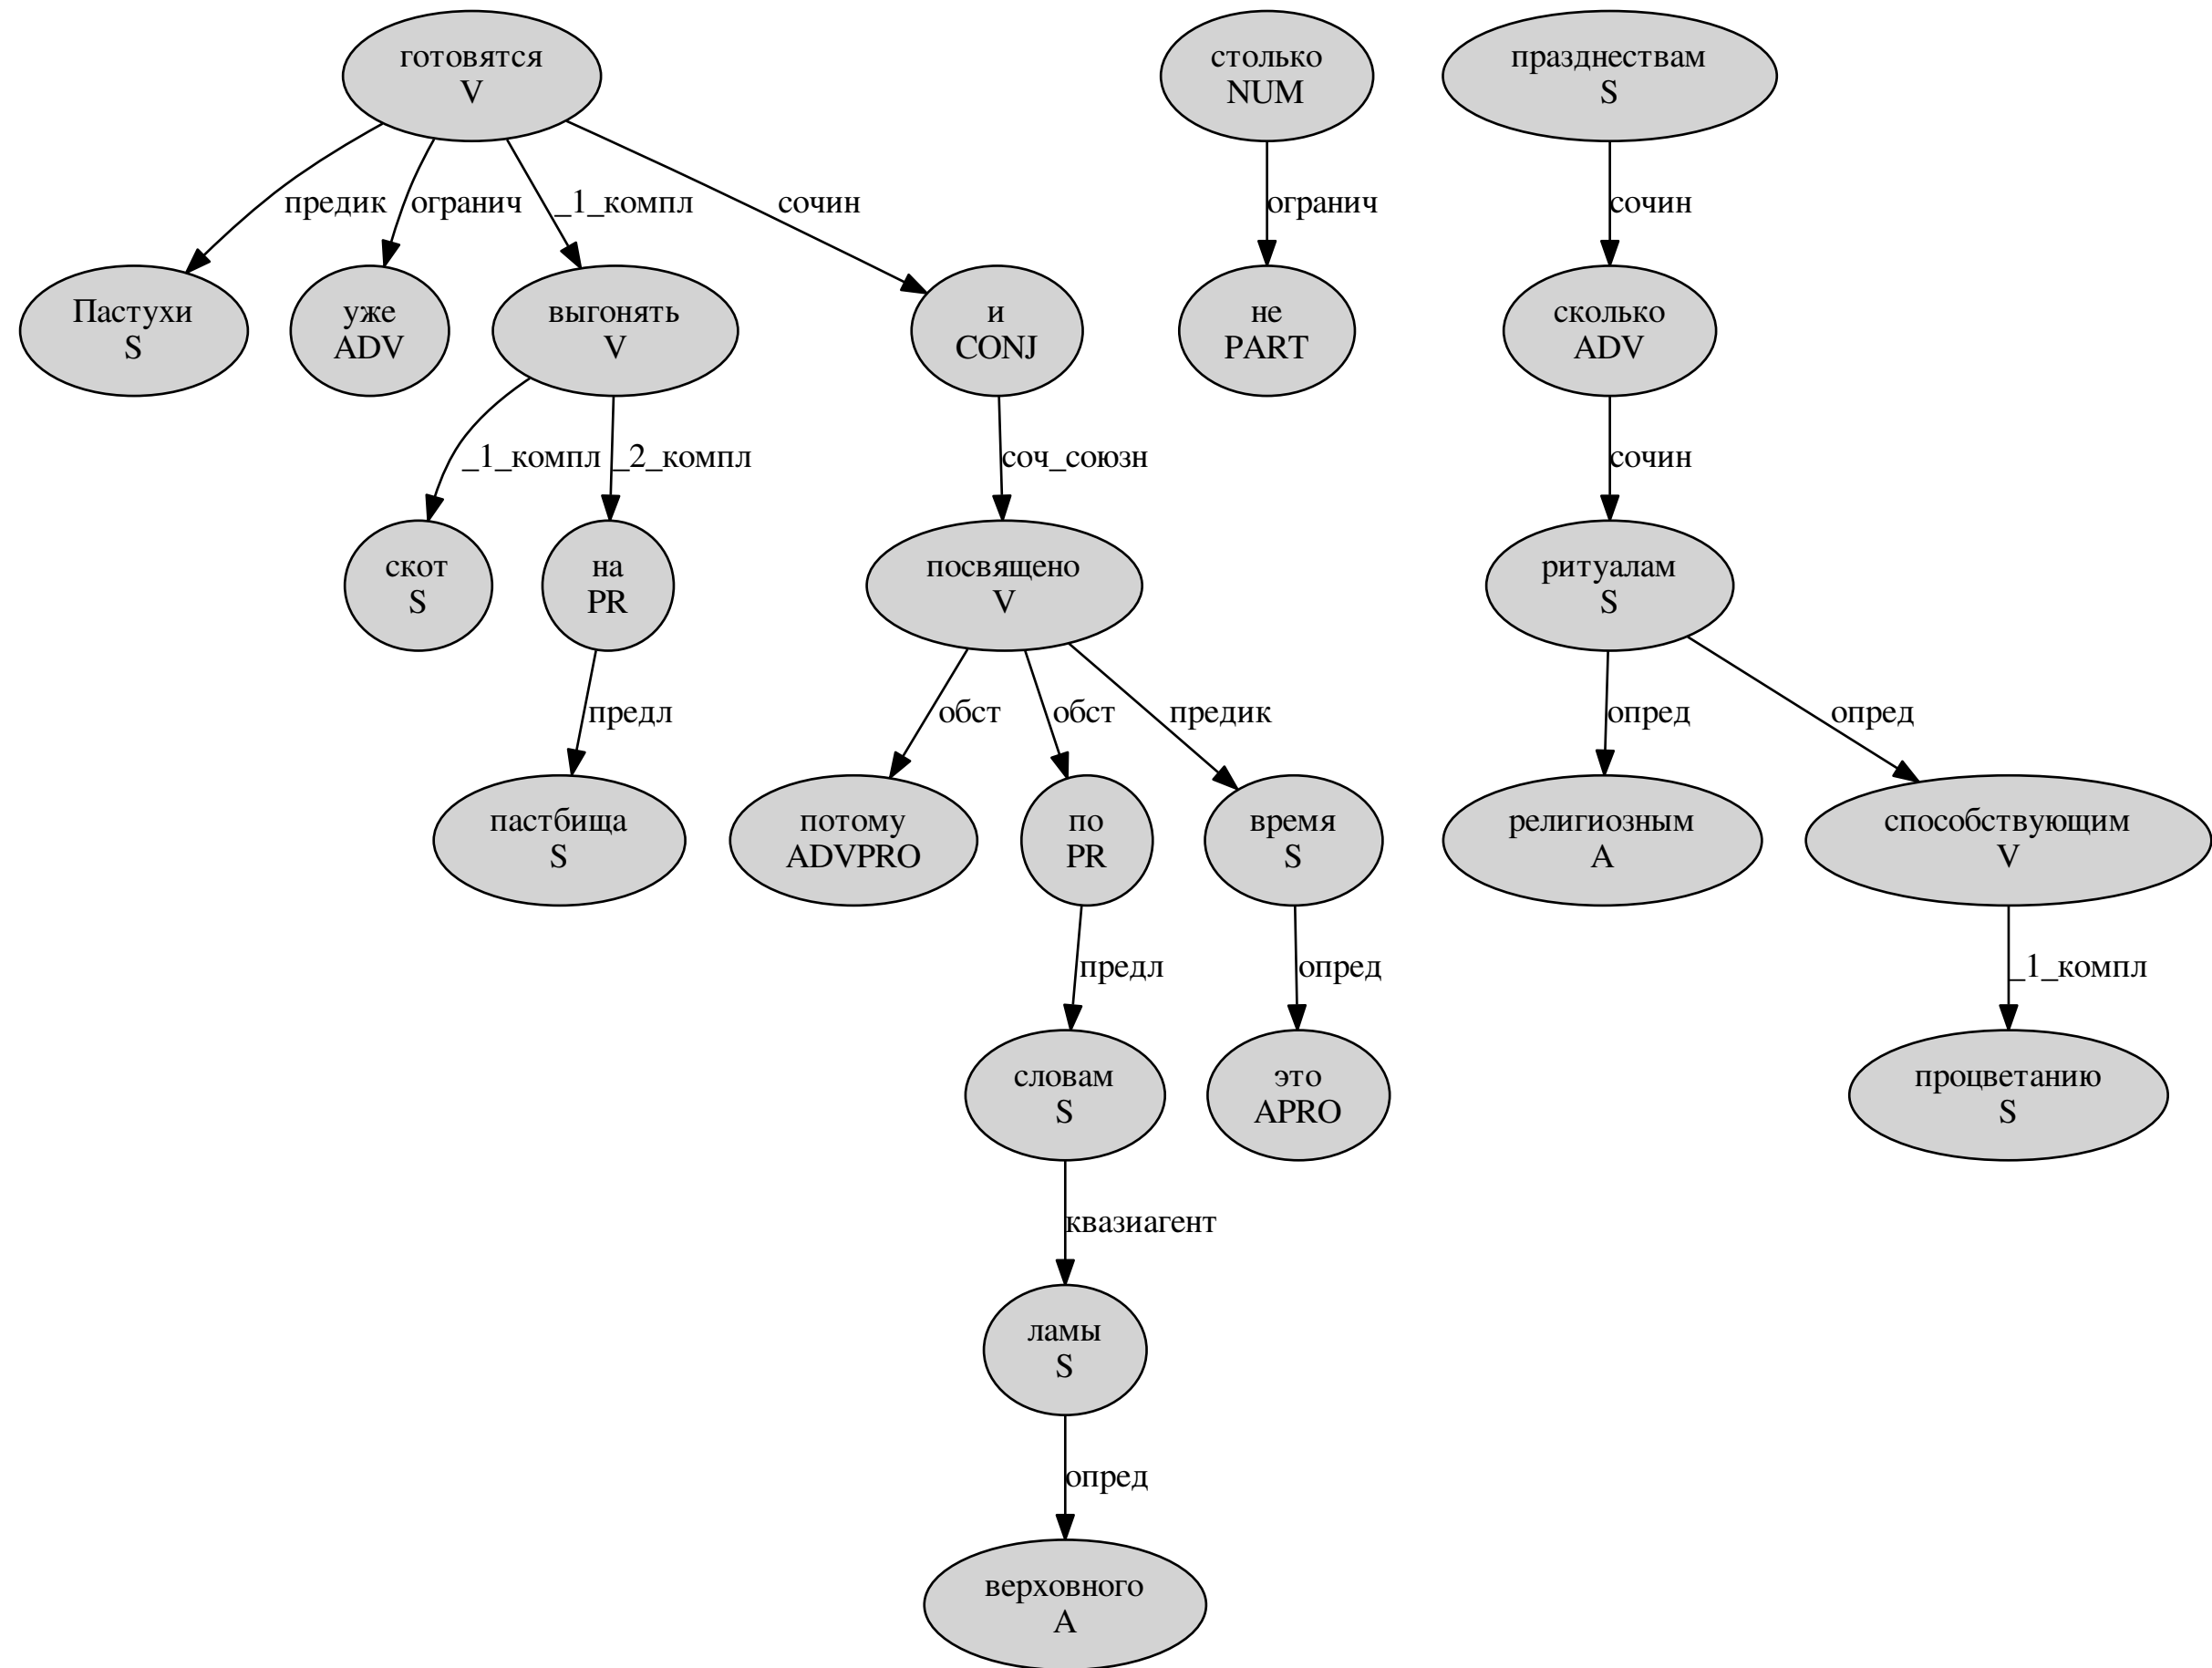 готовятся
V
столько
NUM
празднествам
S
предик
огранич
_1_компл
сочин
огранич
сочин
Пастухи
S
уже
ADV
выгонять
V
и
CONJ
не
PART
сколько
ADV
_1_компл
_2_компл
соч_союзн
сочин
скот
S
на
PR
посвящено
V
ритуалам
S
предл
обст
обст
предик
опред
опред
пастбища
S
потому
ADVPRO
по
PR
время
S
религиозным
A
способствующим
V
предл
опред
_1_компл
словам
S
это
APRO
процветанию
S
квазиагент
ламы
S
опред
верховного
A